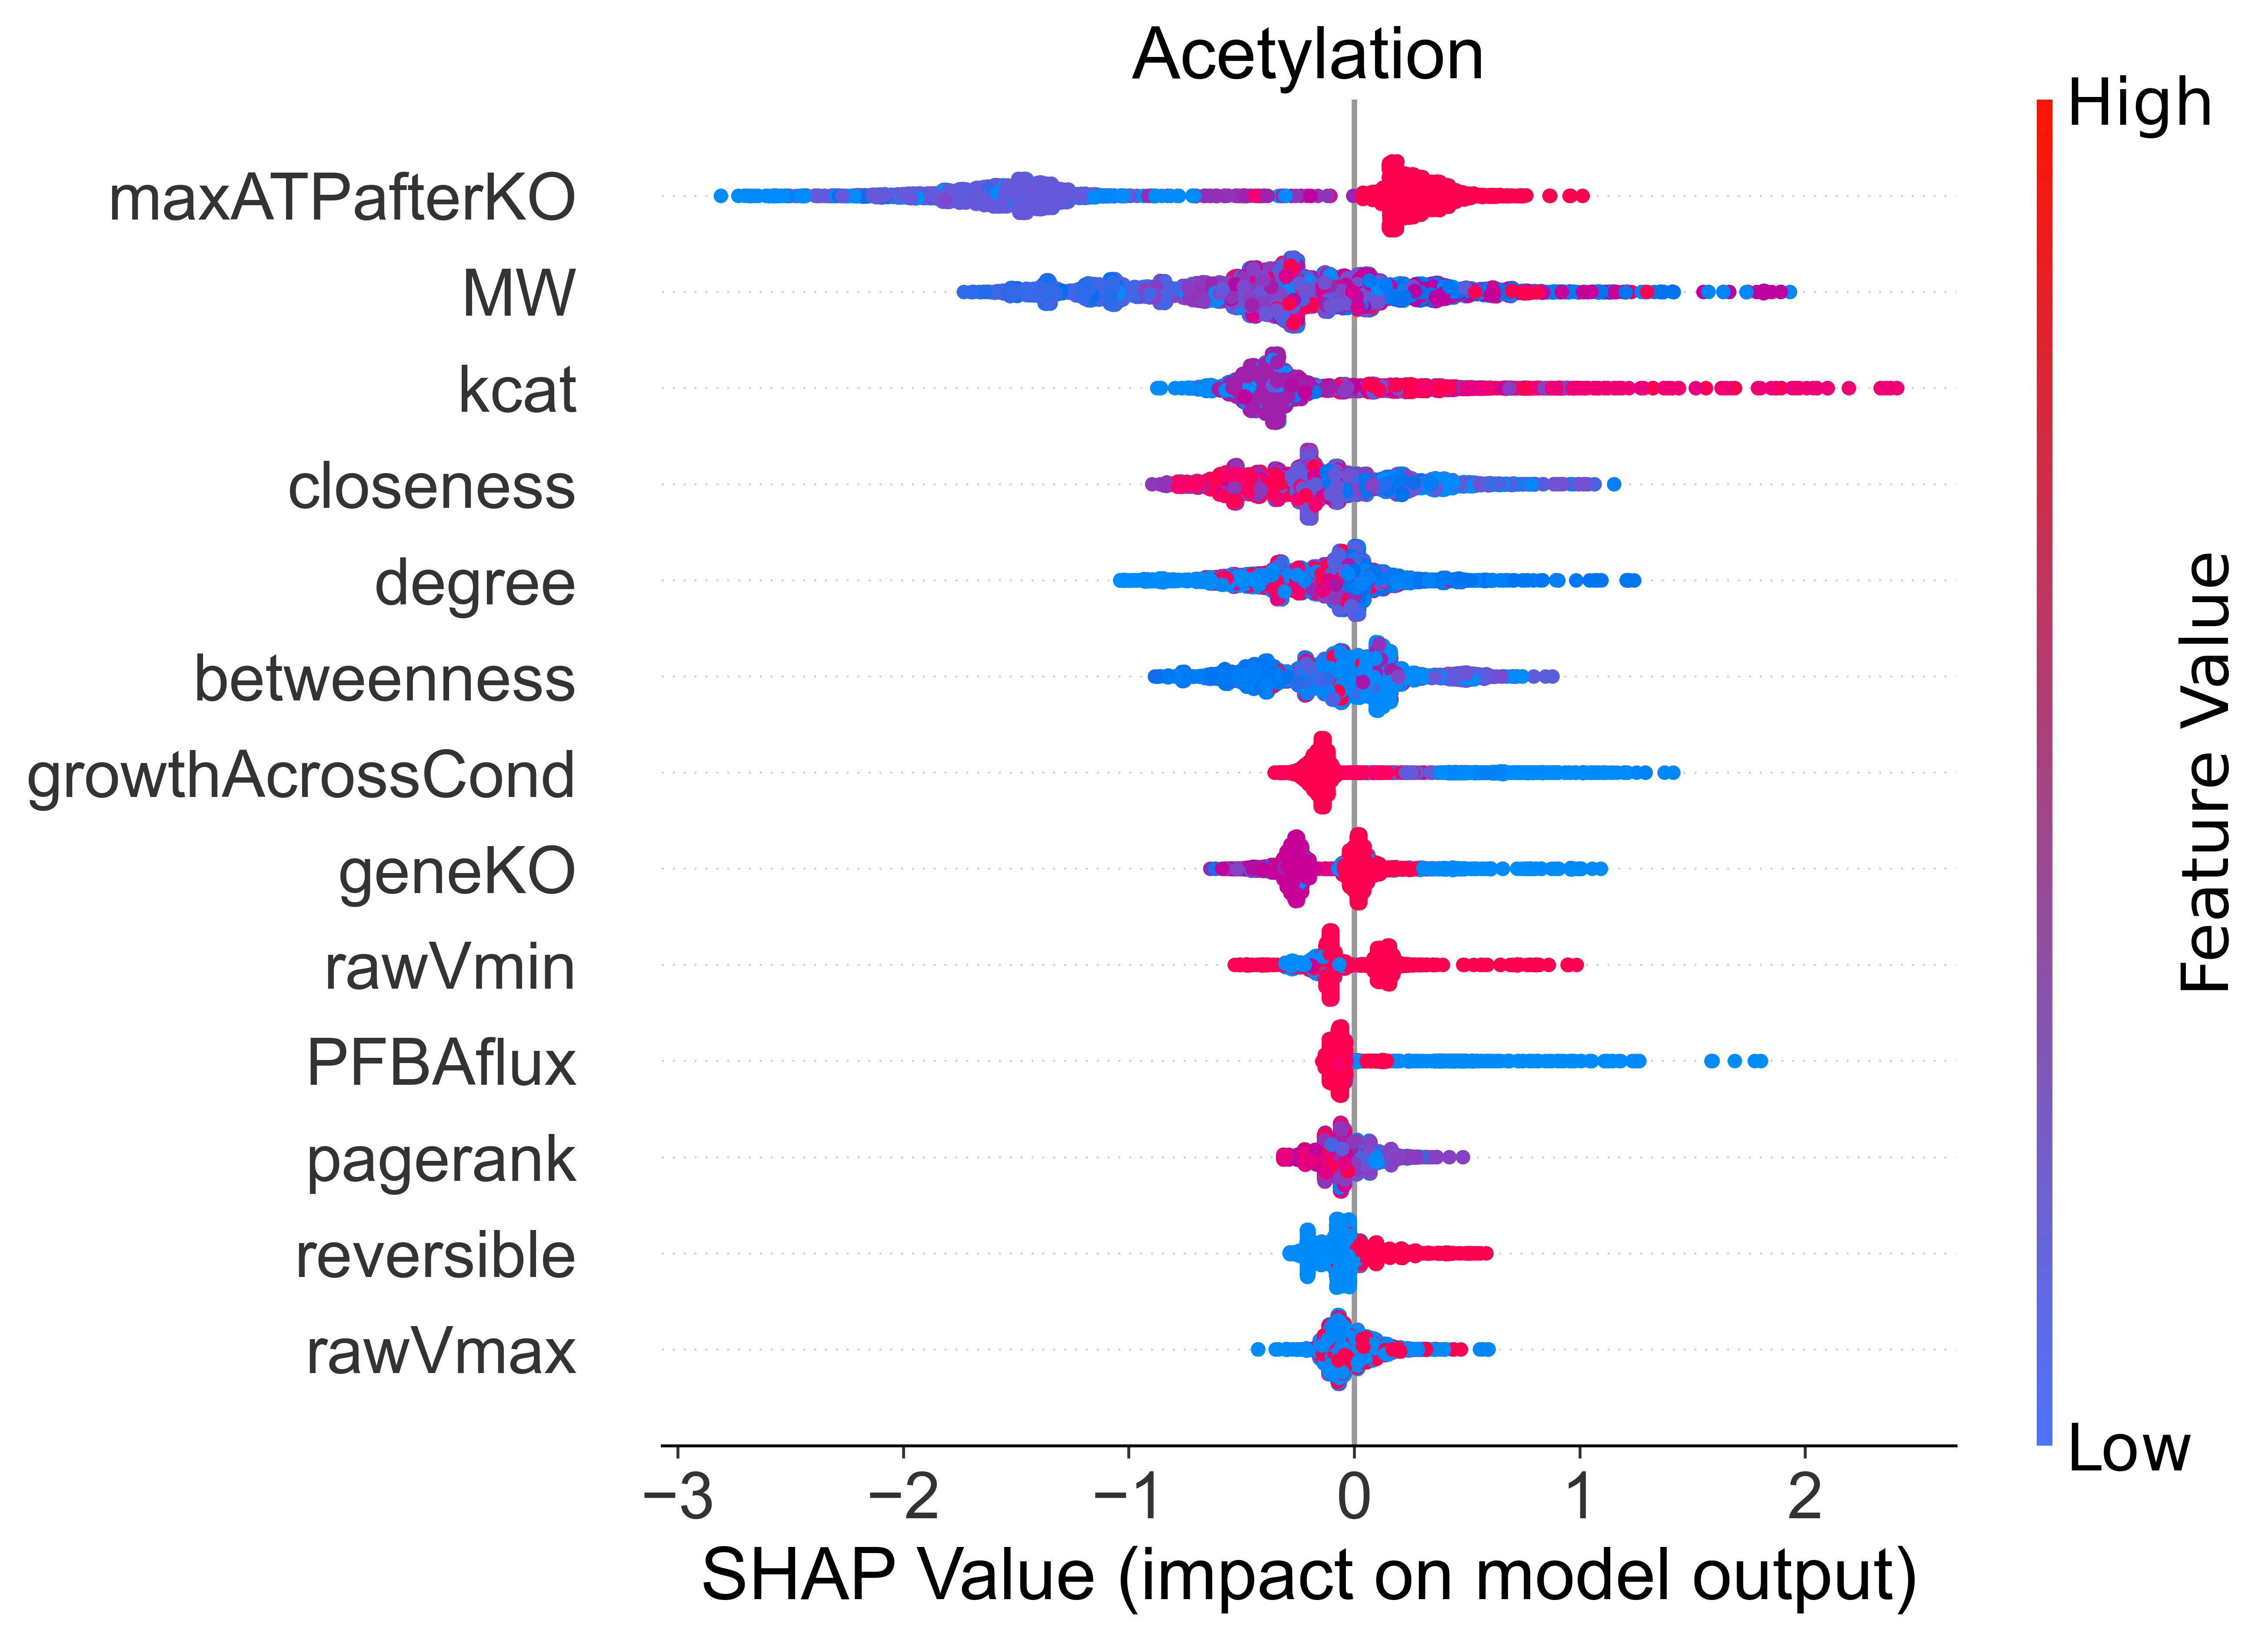 Acetylation
High
maxATPafterKO
MW
kcat
closeness
degree
betweenness
growthAcrossCond
geneKO
rawVmin
PFBAflux
pagerank
reversible
rawVmax
Feature Value
Low
−3 −2 −1 0 1 2
SHAP Value (impact on model output)